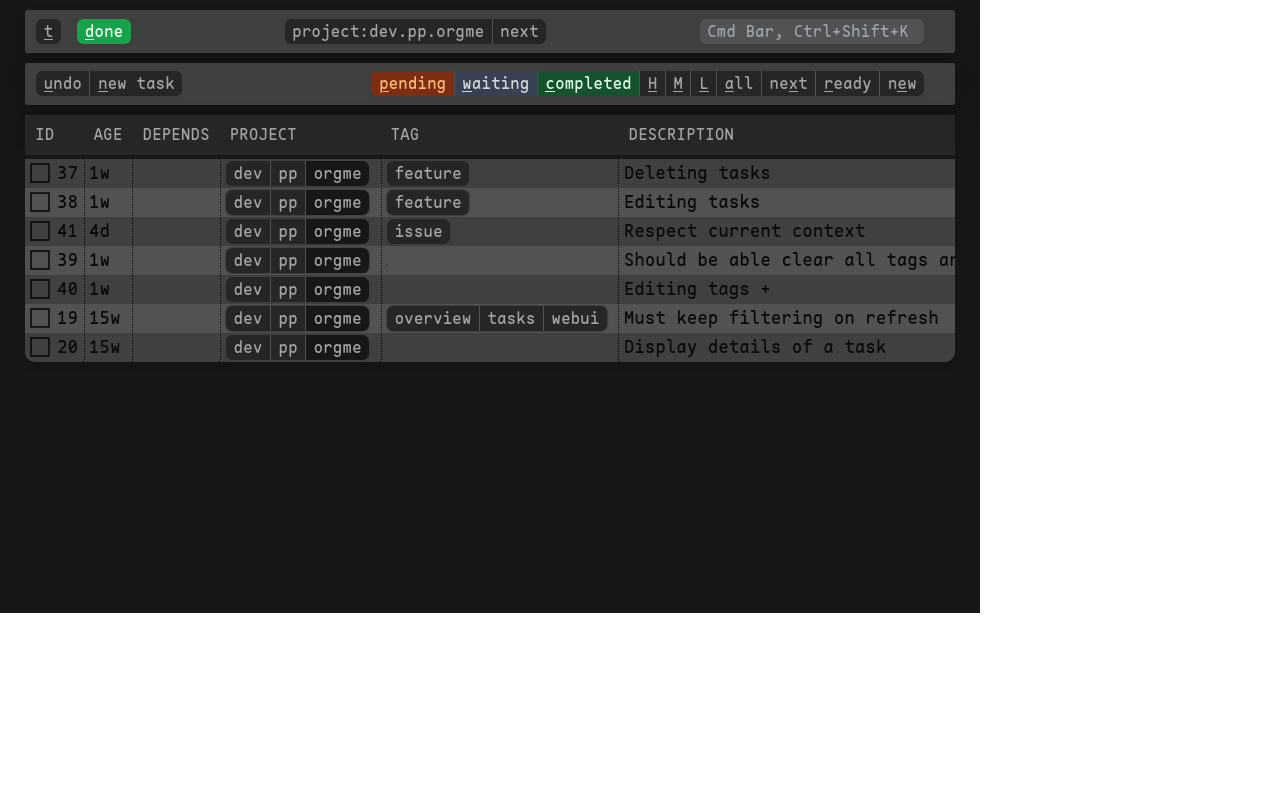 t done project:dev.pp.orgme next Cmd Bar, Ctrl+Shift+K
undo new task pending waiting completed H M L all next ready new
ID AGE DEPENDS PROJECT TAG DESCRIPTION
37 1w dev pp orgme feature Deleting tasks
38 1w dev pp orgme feature Editing tasks
41 4d dev pp orgme issue Respect current context
39 1w dev pp orgme Should be able clear all tags
40 1w dev pp orgme Editing tags +
19 15w dev pp orgme overview tasks webui Must keep filtering on refresh
20 15w dev pp orgme Display details of a task